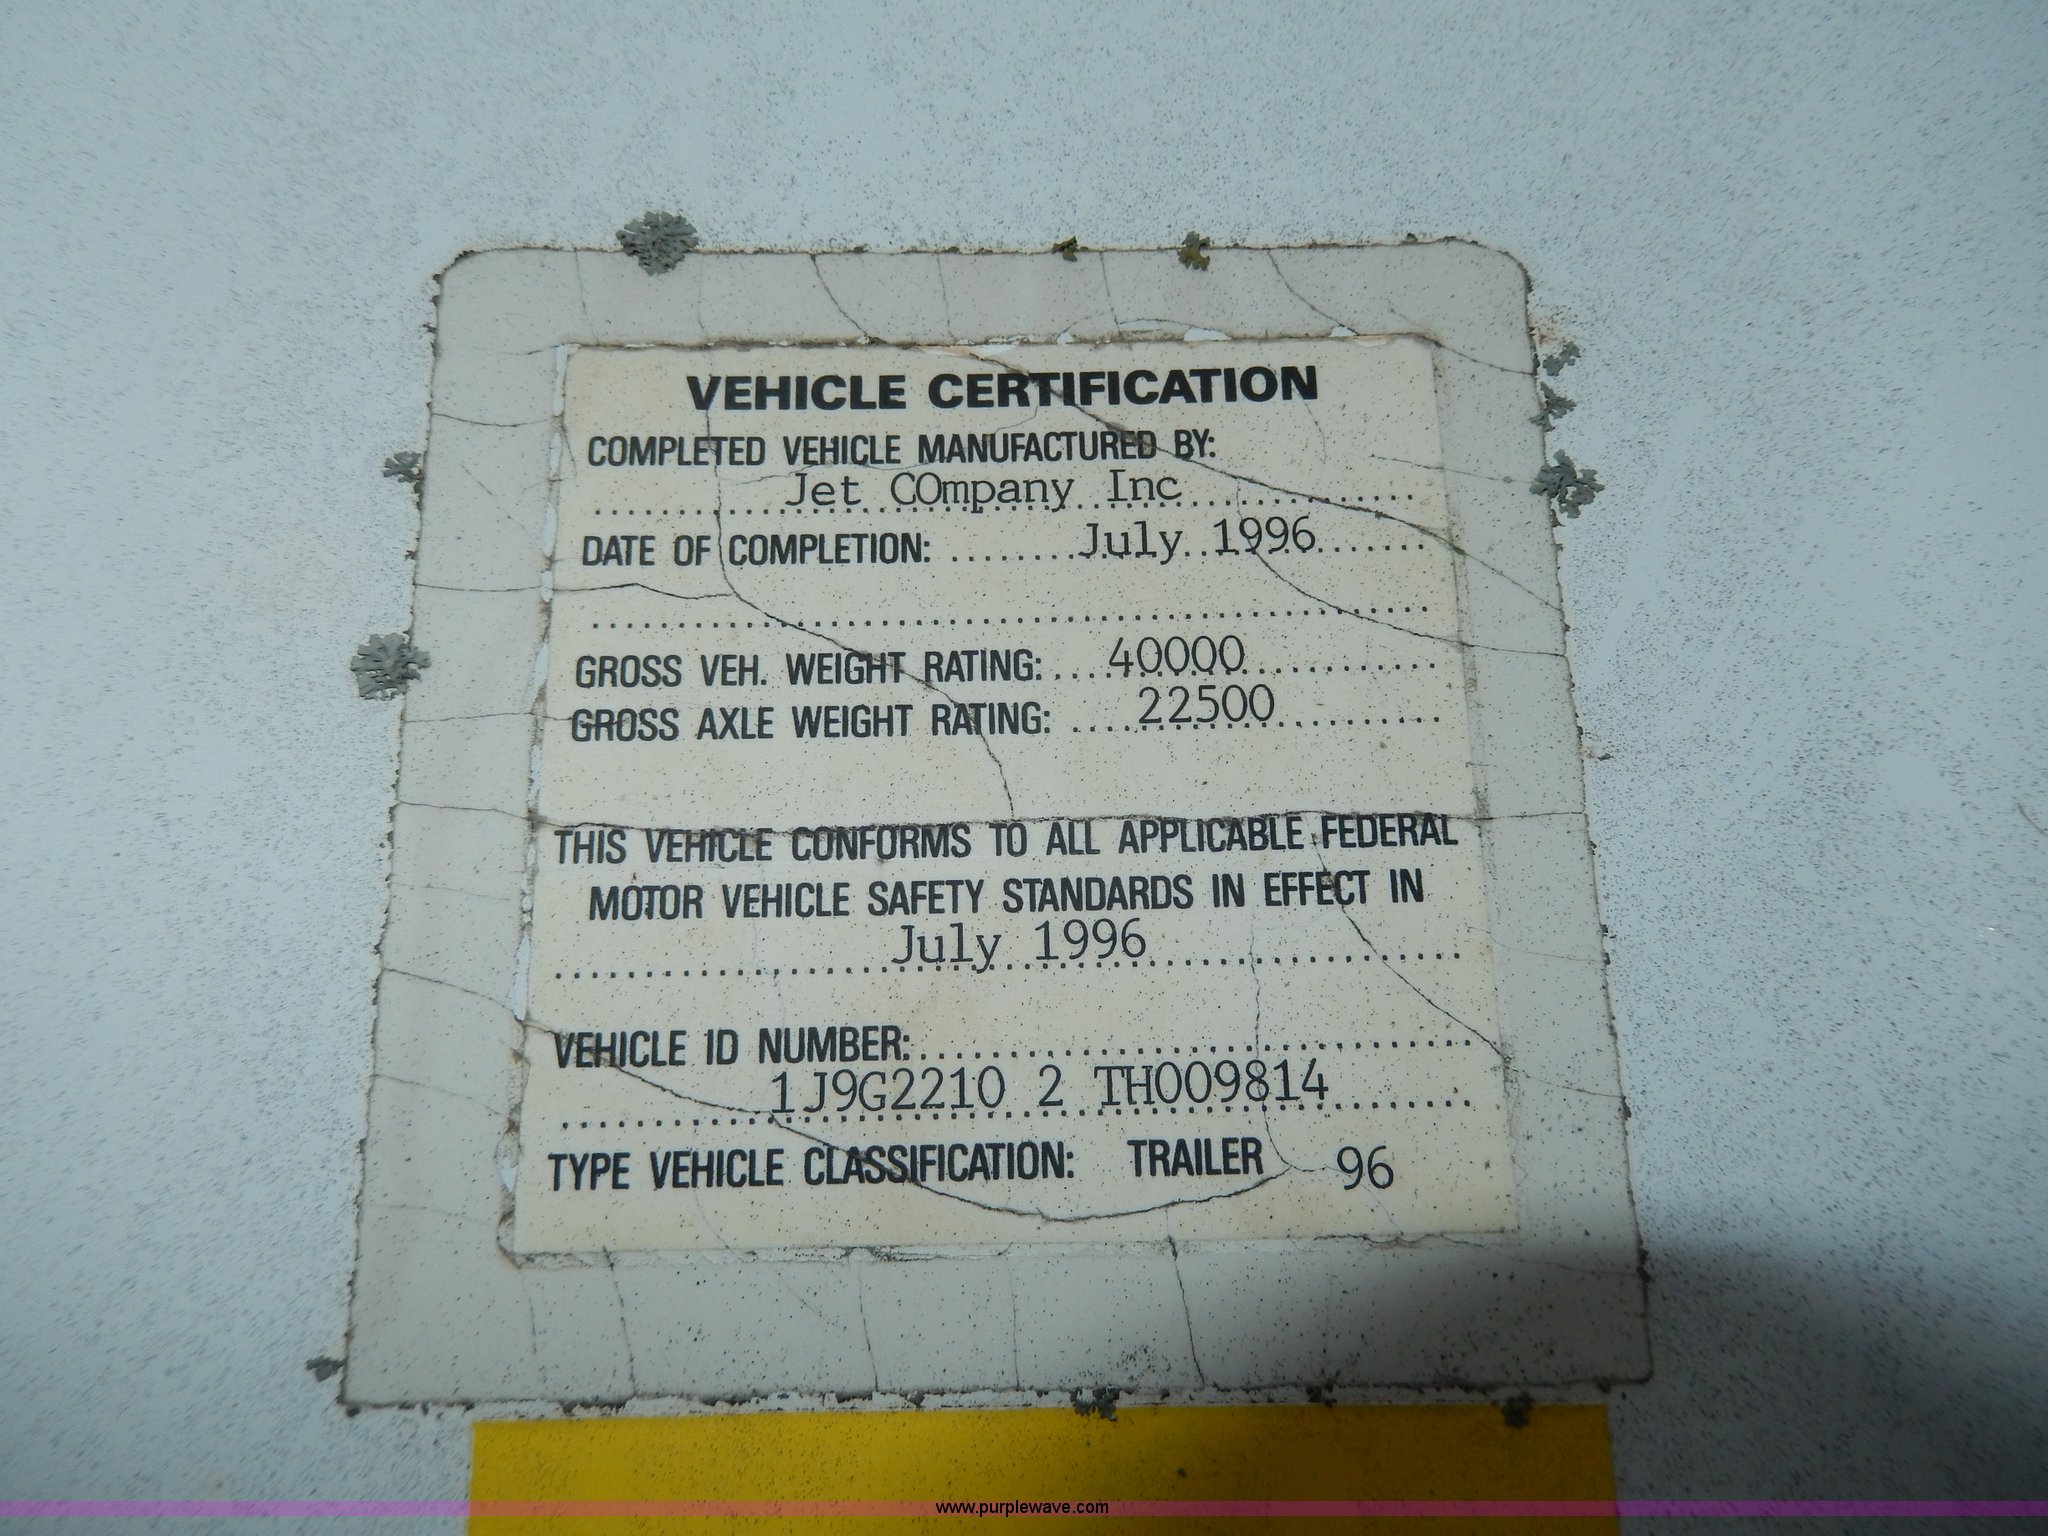 VEHICLE CERTIFICATION
COMPLETED VEHICLE MANUFACTURED BY:
Jet COmpany Inc
DATE OF COMPLETION: July 1996
GROSS VEH. WEIGHT RATING: 40000
GROSS AXLE WEIGHT RATING: 22500
THIS VEHICLE CONFORMS TO ALL APPLICABLE FEDERAL
MOTOR VEHICLE SAFETY STANDARDS IN EFFECT IN
July 1996
VEHICLE ID NUMBER:
1J9G2210 2 TH009814
TYPE VEHICLE CLASSIFICATION: TRAILER 96
www.purplewave.com